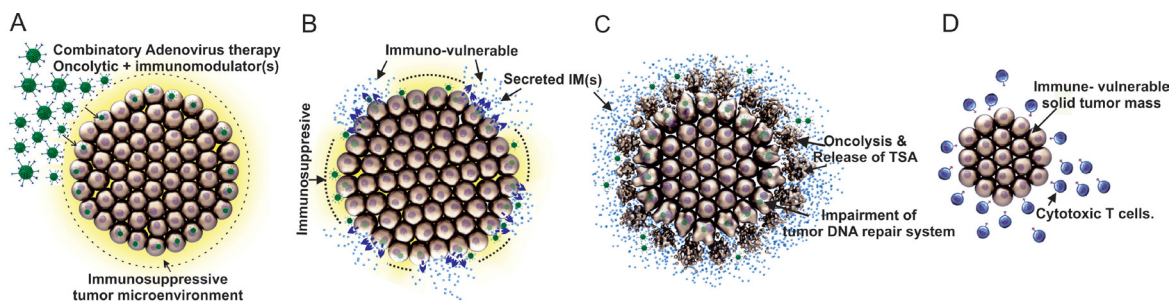 A
Combinatory Adenovirus therapy
Oncolytic + immunomodulator(s)
Immunosuppressive
tumor microenvironment
B
Immuno-vulnerable
Secreted IM(s)
Immunosuppressive
C
Oncolysis &
Release of TSA
Impairment of
tumor DNA repair system
D
Immune- vulnerable
solid tumor mass
Cytotoxic T cells.